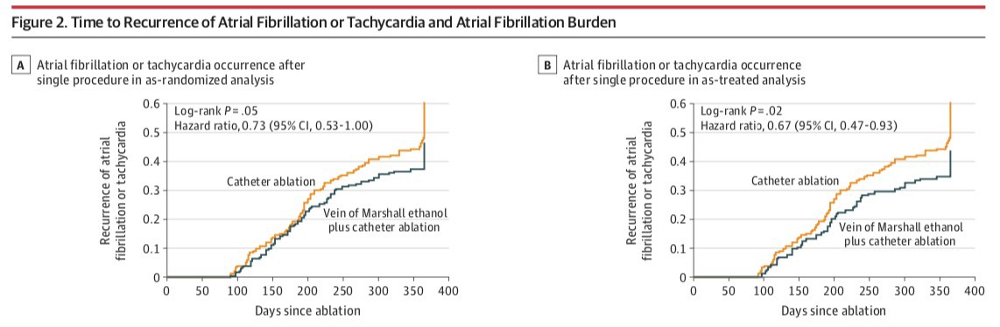 Figure 2. Time to Recurrence of Atrial Fibrillation or Tachycardia and Atrial Fibrillation Burden
A Atrial fibrillation or tachycardia occurrence after
single procedure in as-randomized analysis
Log-rank P = .05
Hazard ratio, 0.73 (95% CI, 0.53-1.00)
Recurrence of atrial
fibrillation or tachycardia
0.6
0.5
0.4
0.3
0.2
0.1
0
Catheter ablation
Vein of Marshall ethanol
plus catheter ablation
0 50 100 150 200 250 300 350 400
Days since ablation
B Atrial fibrillation or tachycardia occurrence
after single procedure in as-treated analysis
Log-rank P = .02
Hazard ratio, 0.67 (95% CI, 0.47-0.93)
Recurrence of atrial
fibrillation or tachycardia
0.6
0.5
0.4
0.3
0.2
0.1
0
Catheter ablation
Vein of Marshall ethanol
plus catheter ablation
0 50 100 150 200 250 300 350 400
Days since ablation